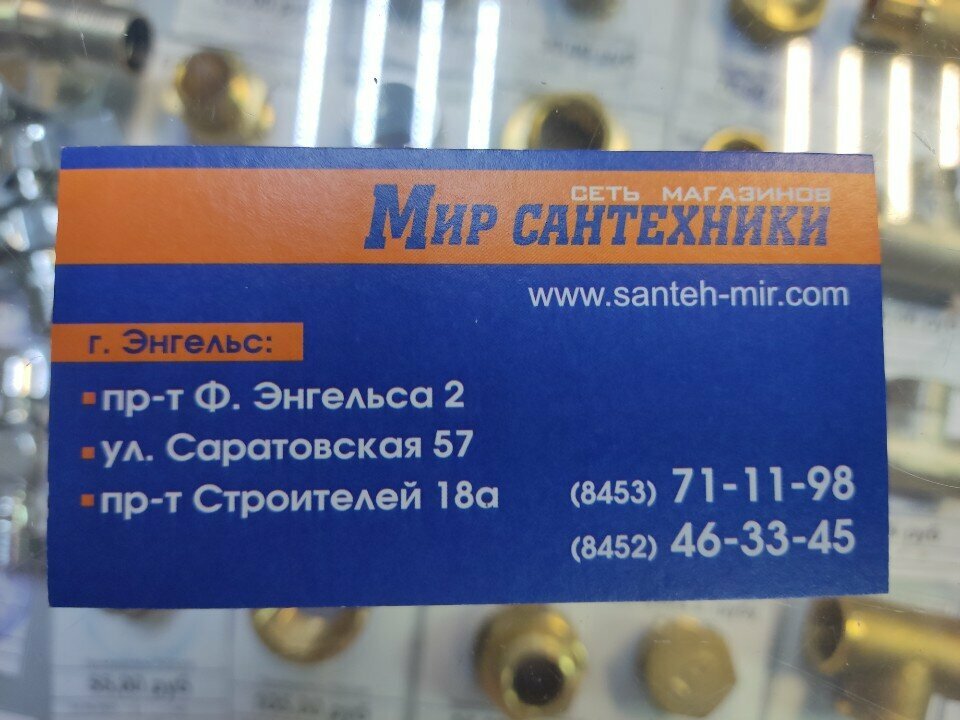 СЕТЬ МАГАЗИНОВ
МИР САНТЕХНИКИ
www.santeh-mir.com
г. Энгельс:
пр-т Ф. Энгельса 2
ул. Саратовская 57
пр-т Строителей 18а
(8453) 71-11-98
(8452) 46-33-45